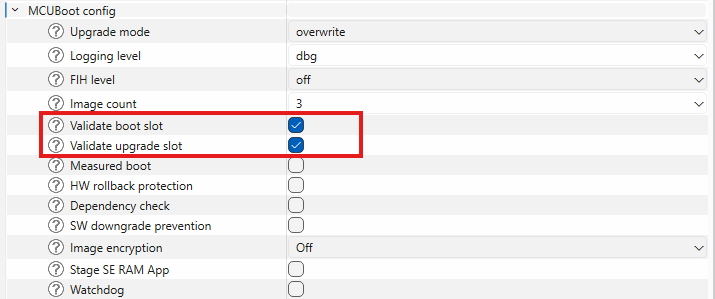 MCUBoot config
Upgrade mode overwrite
Logging level dbg
FIH level off
Image count 3
Validate boot slot
Validate upgrade slot
Measured boot
HW rollback protection
Dependency check
SW downgrade prevention
Image encryption Off
Stage SE RAM App
Watchdog